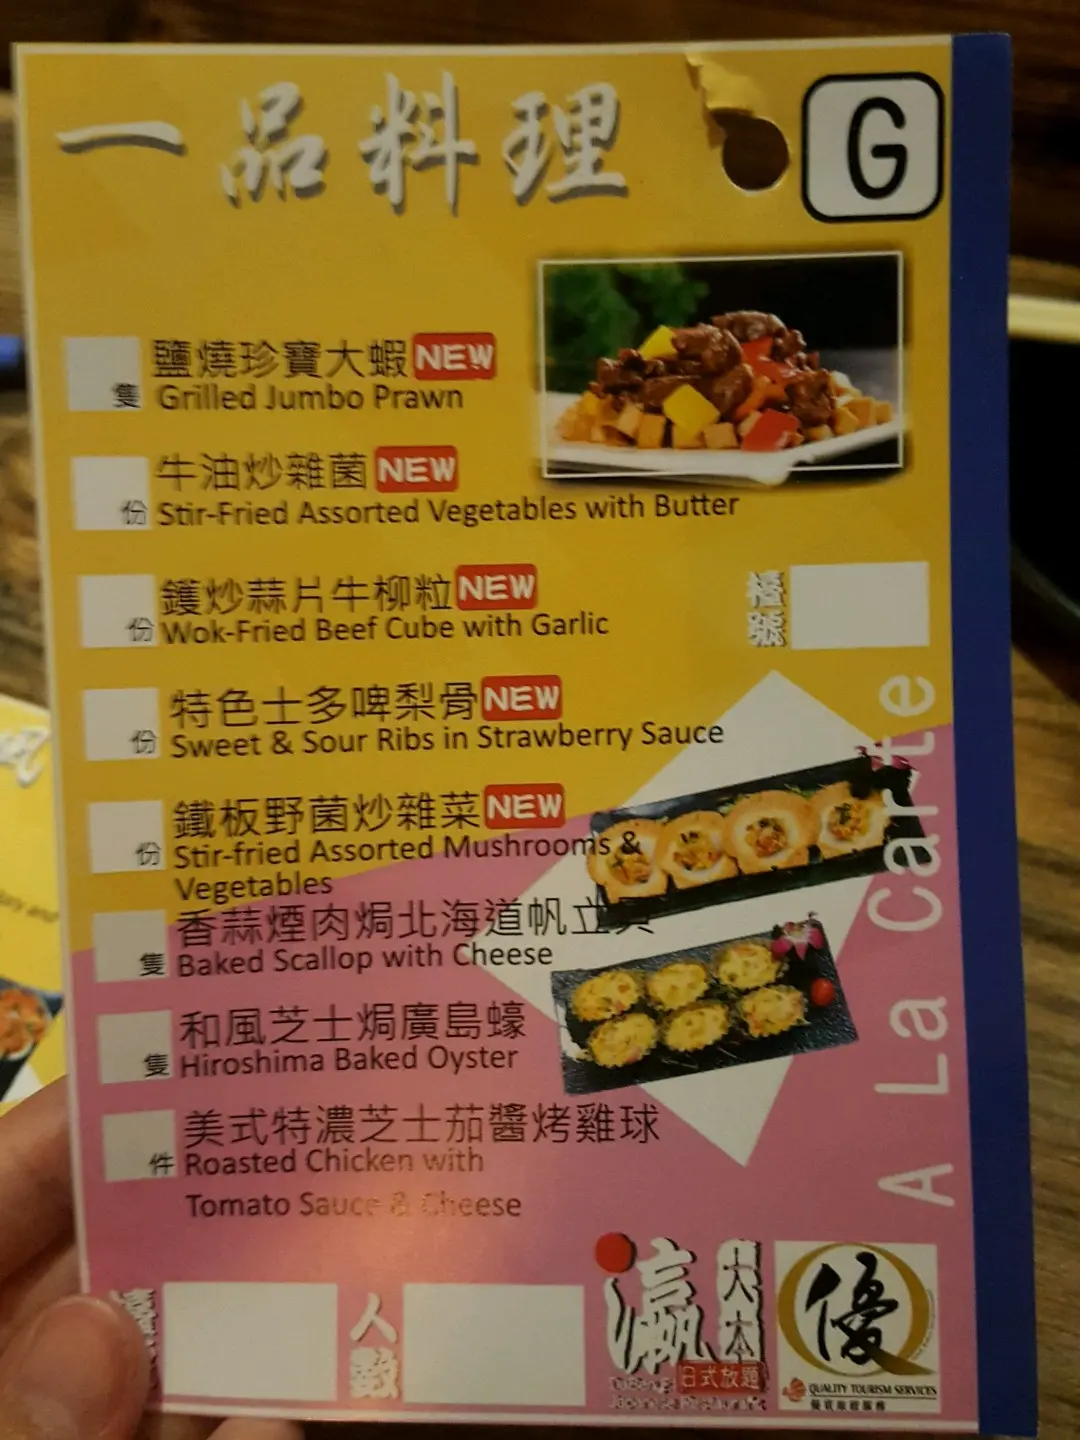 一品料理
G
鹽燒珍寶大蝦 NEW
隻 Grilled Jumbo Prawn
牛油炒雜菌 NEW
份 Stir-Fried Assorted Vegetables with Butter
鑊炒蒜片牛柳粒 NEW
份 Wok-Fried Beef Cube with Garlic
檯號
特色士多啤梨骨 NEW
份 Sweet & Sour Ribs in Strawberry Sauce
鐵板野菌炒雜菜 NEW
份 Stir-fried Assorted Mushrooms &
Vegetables
香蒜煙肉焗北海道帆立貝
隻 Baked Scallop with Cheese
和風芝士焗廣島蠔
隻 Hiroshima Baked Oyster
美式特濃芝士茄醬烤雞球
件 Roasted Chicken with
Tomato Sauce & Cheese
A La Carte
人數
瀛
大本
日式放題
優
QUALITY TOURISM SERVICES
優質旅遊服務